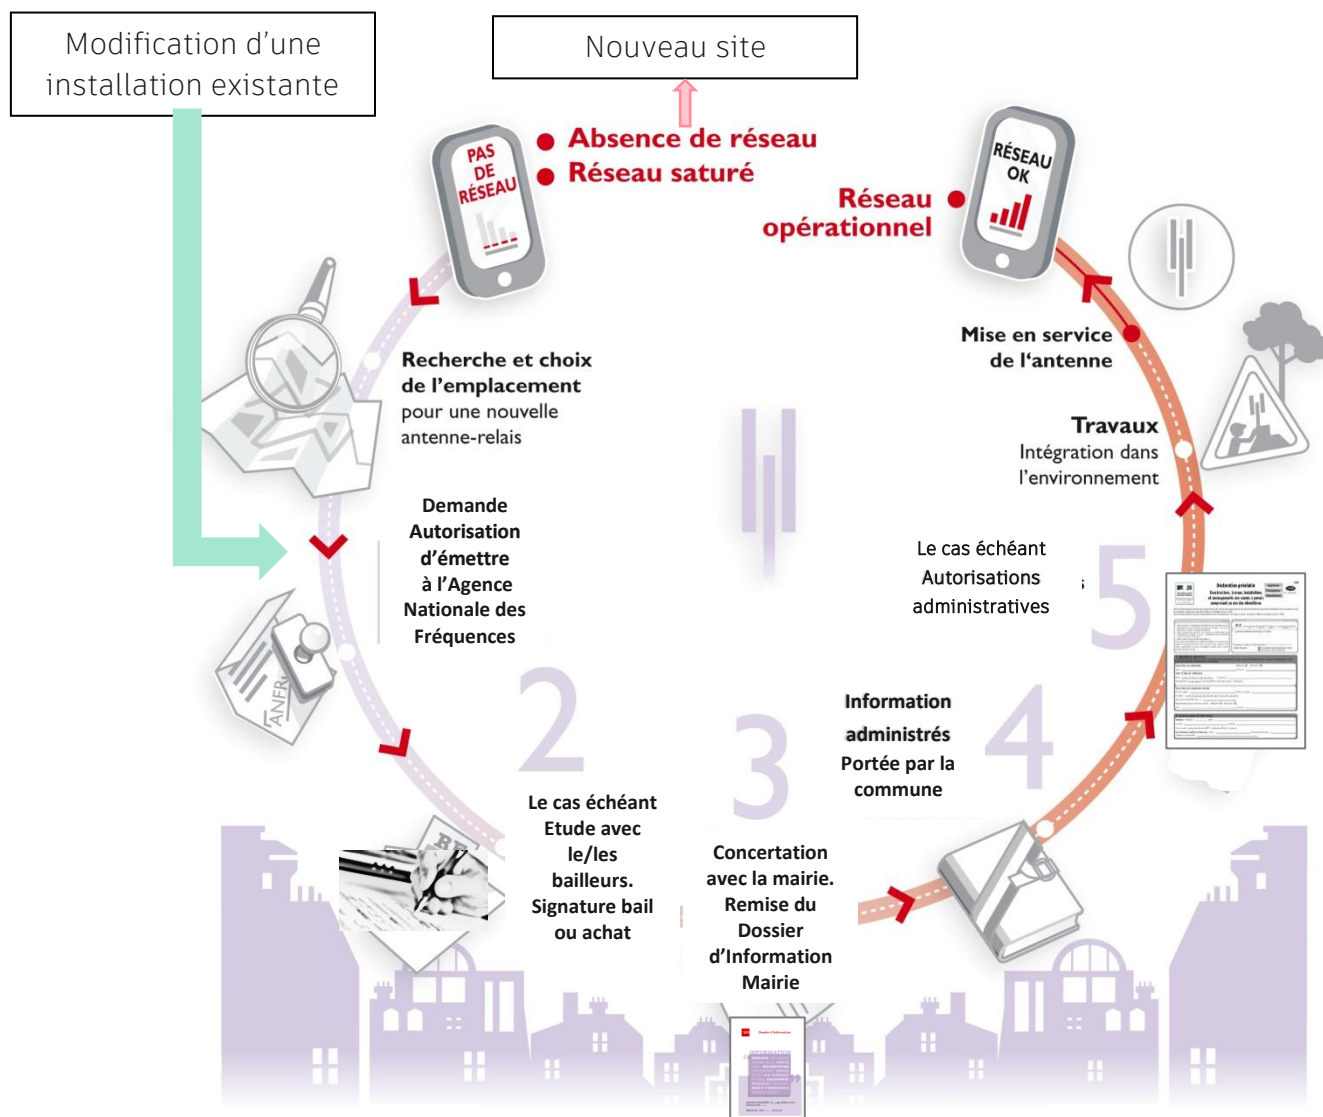 Modification d'une
installation existante
Nouveau site
Absence de réseau
Réseau saturé
PAS
DE
RÉSEAU
RÉSEAU
OK
Réseau
opérationnel
Recherche et choix
de l'emplacement
pour une nouvelle
antenne-relais
Mise en service
de l'antenne
Travaux
Intégration dans
l'environnement
Demande
Autorisation
d'émettre
à l'Agence
Nationale des
Fréquences
ANFR
Le cas échéant
Autorisations
administratives
5
Déclaration préalable
2
3
4
Information
administrés
Portée par la
commune
Le cas échéant
Etude avec
le/les
bailleurs.
Signature bail
ou achat
Concertation
avec la mairie.
Remise du
Dossier
d'Information
Mairie
Dossier d'Information